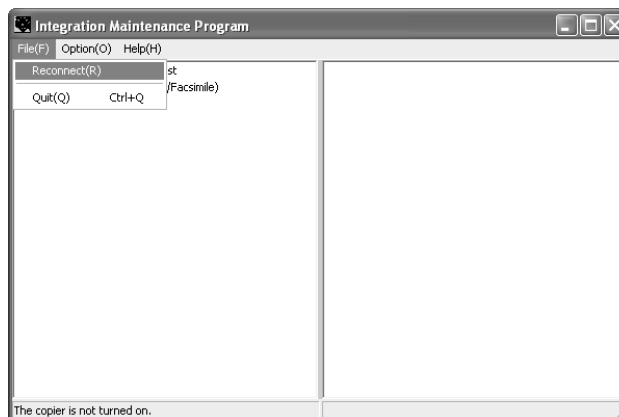 Integration Maintenance Program
File(F) Option(O) Help(H)
Reconnect(R)
st
/Facsimile)
Quit(Q) Ctrl+Q
The copier is not turned on.